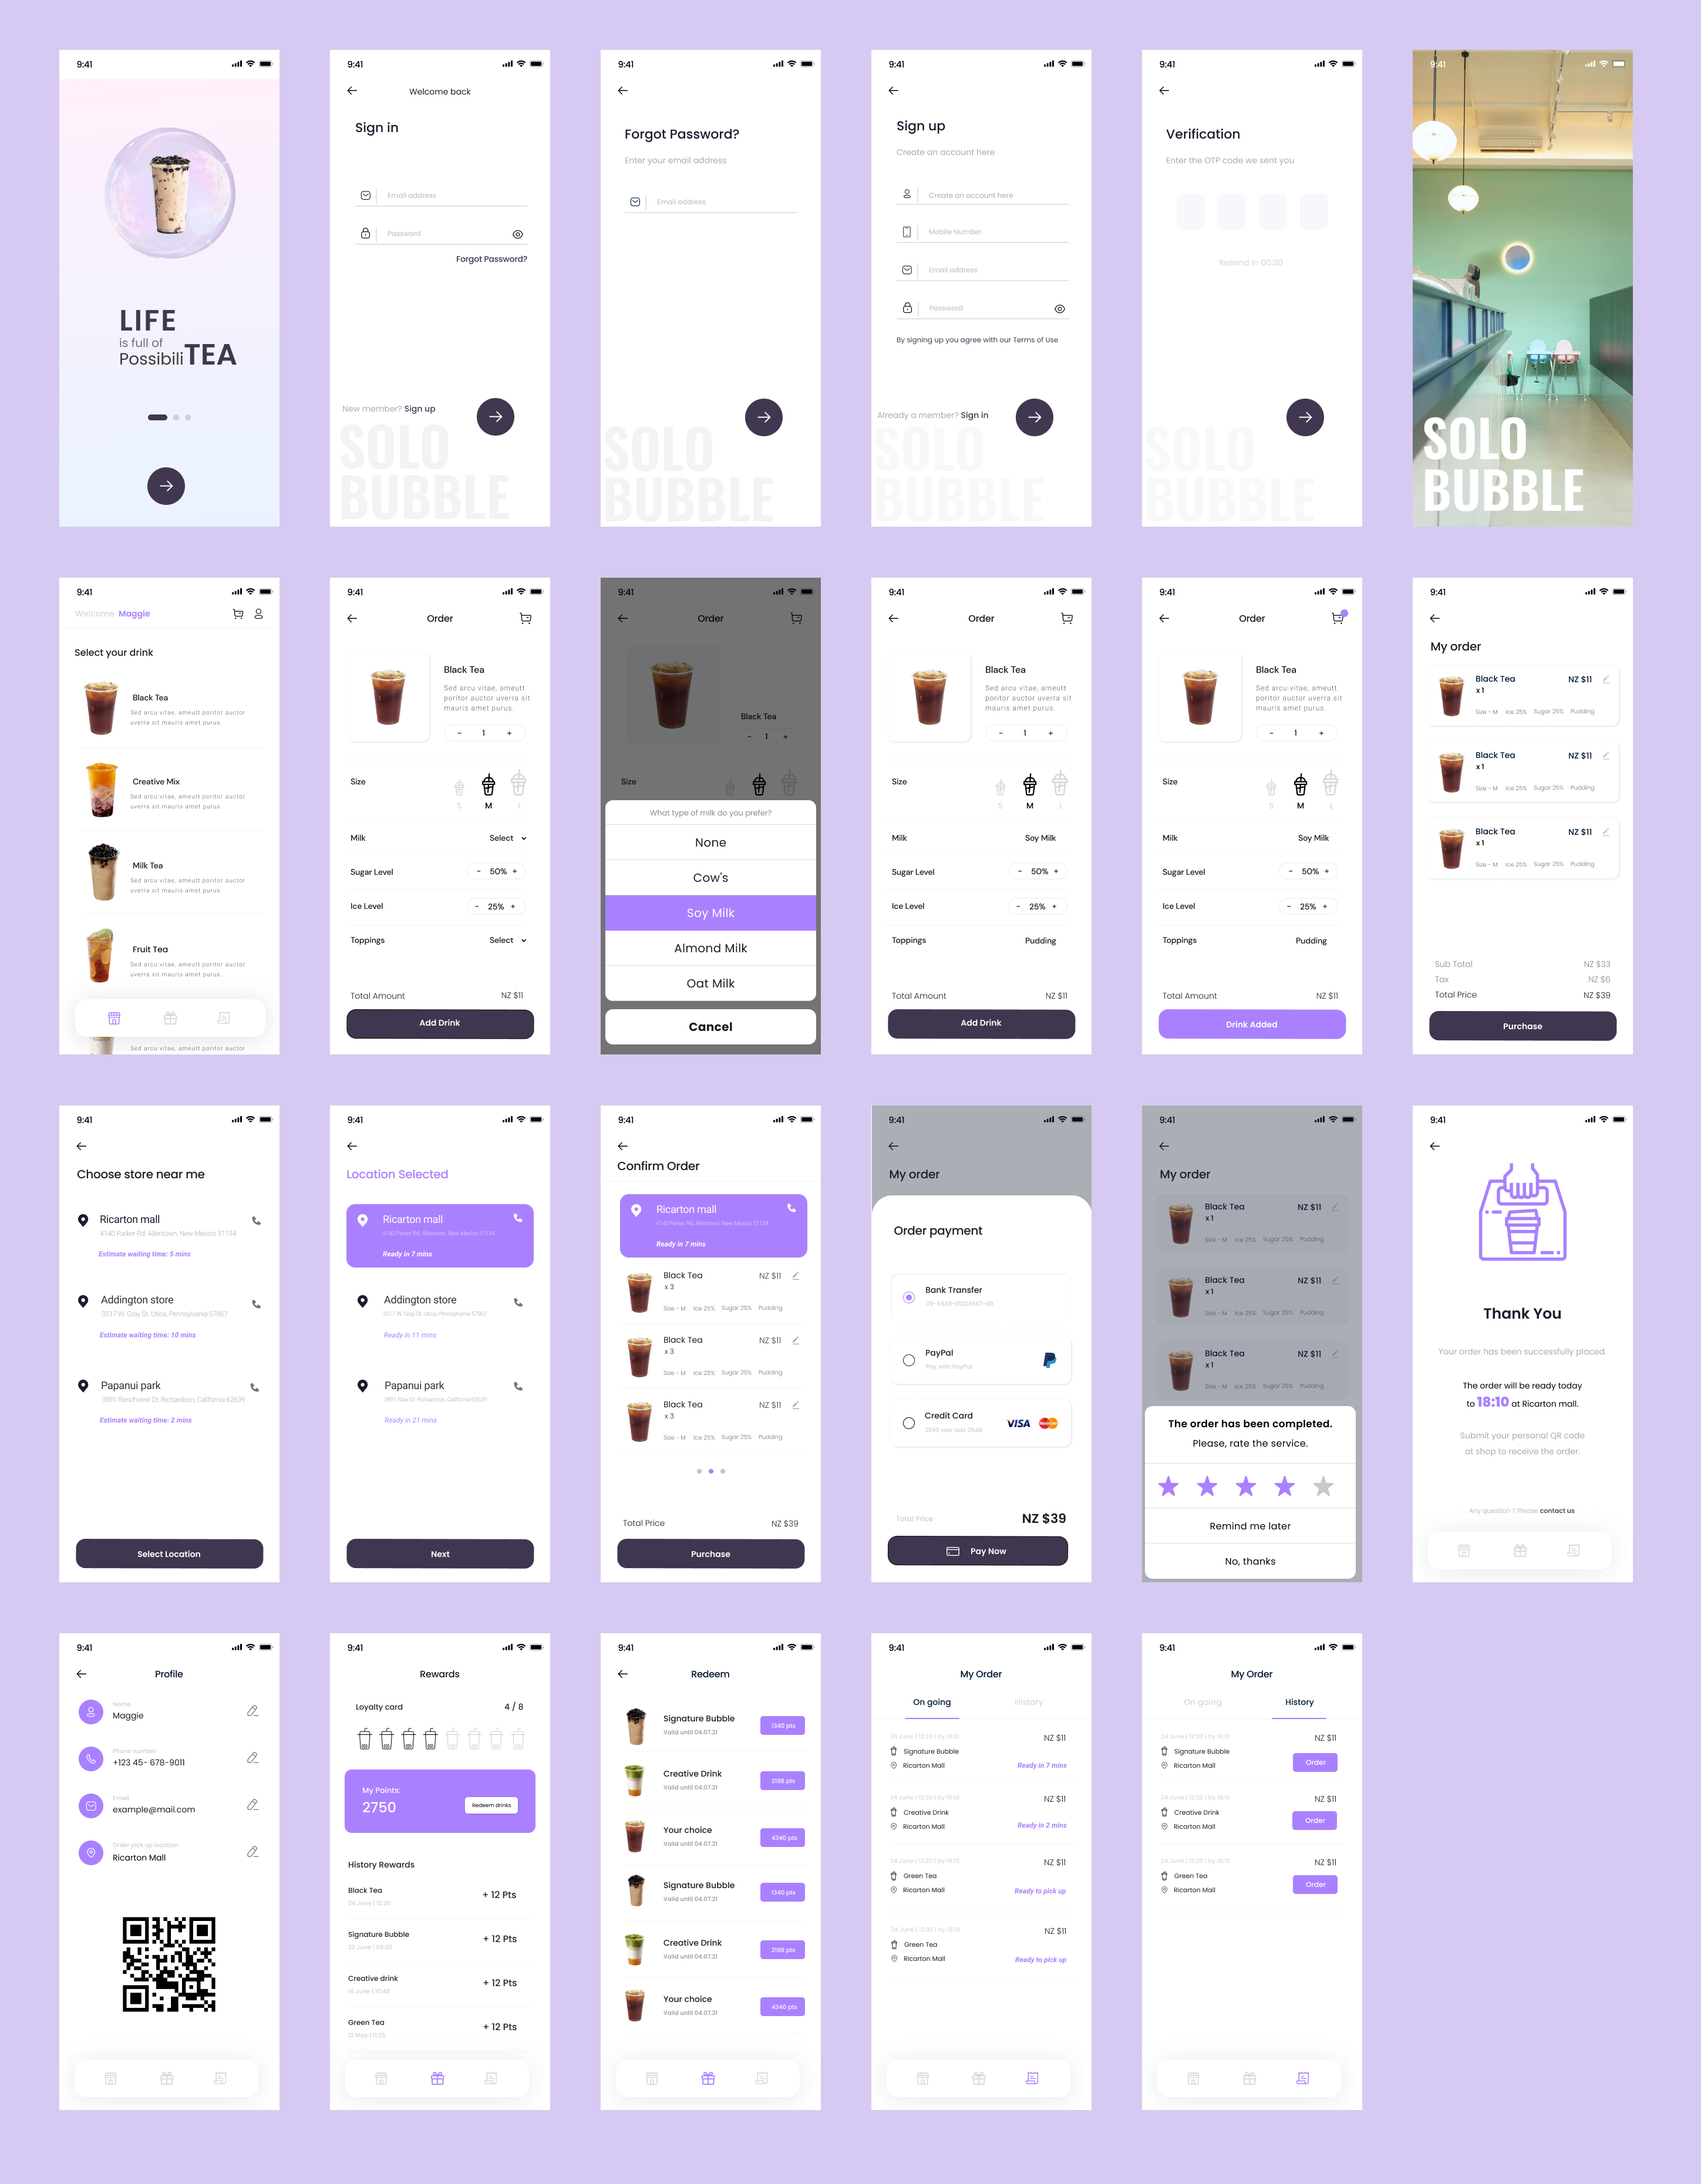 9:41
LIFE
is full of
PossibiliTEA
9:41
Welcome back
Sign in
Email address
Password
Forgot Password?
New member? Sign up
SOLO
BUBBLE
9:41
Forgot Password?
Enter your email address
Email address
SOLO
BUBBLE
9:41
Sign up
Create an account here
Create an account here
Mobile Number
Email address
Password
By signing up you agree with our Terms of Use
Already a member? Sign in
SOLO
BUBBLE
9:41
Verification
Enter the OTP code we sent you
Resend in 00:30
SOLO
BUBBLE
9:41
SOLO
BUBBLE
9:41
Welcome Maggie
Select your drink
Black Tea
Sed arcu vitae, ameutt poritor auctor
uverra sit mauris amet purus.
Creative Mix
Sed arcu vitae, ameutt poritor auctor
uverra sit mauris amet purus.
Milk Tea
Sed arcu vitae, ameutt poritor auctor
uverra sit mauris amet purus.
Fruit Tea
Sed arcu vitae, ameutt poritor auctor
uverra sit mauris amet purus.
Sed arcu vitae, ameutt poritor auctor
9:41
Order
Black Tea
Sed arcu vitae, ameutt
poritor auctor uverra sit
mauris amet purus.
- 1 +
Size
S M L
Milk Select
Sugar Level - 50% +
Ice Level - 25% +
Toppings Select
Total Amount NZ $11
Add Drink
9:41
Order
Black Tea
- 1 +
Size
What type of milk do you prefer?
None
Cow's
Soy Milk
Almond Milk
Oat Milk
Cancel
9:41
Order
Black Tea
Sed arcu vitae, ameutt
poritor auctor uverra sit
mauris amet purus.
- 1 +
Size
S M L
Milk Soy Milk
Sugar Level - 50% +
Ice Level - 25% +
Toppings Pudding
Total Amount NZ $11
Add Drink
9:41
Order
Black Tea
Sed arcu vitae, ameutt
poritor auctor uverra sit
mauris amet purus.
- 1 +
Size
S M L
Milk Soy Milk
Sugar Level - 50% +
Ice Level - 25% +
Toppings Pudding
Total Amount NZ $11
Drink Added
9:41
My order
Black Tea NZ $11
x 1
Size - M Ice 25% Sugar 25% Pudding
Black Tea NZ $11
x 1
Size - M Ice 25% Sugar 25% Pudding
Black Tea NZ $11
x 1
Size - M Ice 25% Sugar 25% Pudding
Sub Total NZ $33
Tax NZ $6
Total Price NZ $39
Purchase
9:41
Choose store near me
Ricarton mall
4140 Parker Rd. Allentown, New Mexico 31134
Estimate waiting time: 5 mins
Addington store
3517 W. Gray St. Utica, Pennsylvania 57867
Estimate waiting time: 10 mins
Papanui park
3891 Ranchview Dr. Richardson, California 62639
Estimate waiting time: 2 mins
Select Location
9:41
Location Selected
Ricarton mall
4140 Parker Rd. Allentown, New Mexico 31134
Ready in 7 mins
Addington store
3517 W. Gray St. Utica, Pennsylvania 57867
Ready in 11 mins
Papanui park
Dr. Richardson, California 62639
Ready in 21 mins
Next
9:41
Confirm Order
Ricarton mall
4140 Parker Rd. Allentown, New Mexico 31134
Ready in 7 mins
Black Tea NZ $11
x 3
Size - M Ice 25% Sugar 25% Pudding
Black Tea NZ $11
x 3
Size - M Ice 25% Sugar 25% Pudding
Black Tea NZ $11
x 3
Size - M Ice 25% Sugar 25% Pudding
Total Price NZ $39
Purchase
9:41
My order
Order payment
Bank Transfer
09-5543-01234567-00
PayPal
Pay with PayPal
Credit Card
2540 xxxx xxxx 2648
VISA
Total Price NZ $39
Pay Now
9:41
My order
Black Tea NZ $11
x 1
Size - M Ice 25% Sugar 25% Pudding
Black Tea NZ $11
x 1
Size - M Ice 25% Sugar 25% Pudding
Black Tea NZ $11
x 1
Size - M Ice 25% Sugar 25% Pudding
The order has been completed.
Please, rate the service.
Remind me later
No, thanks
9:41
Thank You
Your order has been successfully placed.
The order will be ready today
to 18:10 at Ricarton mall.
Submit your personal QR code
at shop to receive the order.
Any question ? Please contact us
9:41
Profile
Name
Maggie
Phone number
+123 45- 678-9011
Email
example@mail.com
Order pick up location
Ricarton Mall
9:41
Rewards
Loyalty card 4 / 8
My Points:
2750
Redeem drinks
History Rewards
Black Tea + 12 Pts
24 June | 12:30
Signature Bubble + 12 Pts
22 June | 08:30
Creative drink + 12 Pts
16 June | 10:48
Green Tea + 12 Pts
12 May | 11:25
9:41
Redeem
Signature Bubble 1340 pts
Valid until 04.07.21
Creative Drink 2198 pts
Valid until 04.07.21
Your choice 4340 pts
Valid until 04.07.21
Signature Bubble 1340 pts
Valid until 04.07.21
Creative Drink 2198 pts
Valid until 04.07.21
Your choice 4340 pts
Valid until 04.07.21
9:41
My Order
On going History
24 June | 12:30 | by 18:10 NZ $11
Signature Bubble
Ricarton Mall Ready in 7 mins
24 June | 12:30 | by 18:10 NZ $11
Creative Drink
Ricarton Mall Ready in 2 mins
24 June | 12:30 | by 18:10 NZ $11
Green Tea
Ricarton Mall Ready to pick up
24 June | 12:30 | by 18:10 NZ $11
Green Tea
Ricarton Mall Ready to pick up
9:41
My Order
On going History
24 June | 12:30 | by 18:10 NZ $11
Signature Bubble
Ricarton Mall Order
24 June | 12:30 | by 18:10 NZ $11
Creative Drink
Ricarton Mall Order
24 June | 12:30 | by 18:10 NZ $11
Green Tea
Ricarton Mall Order